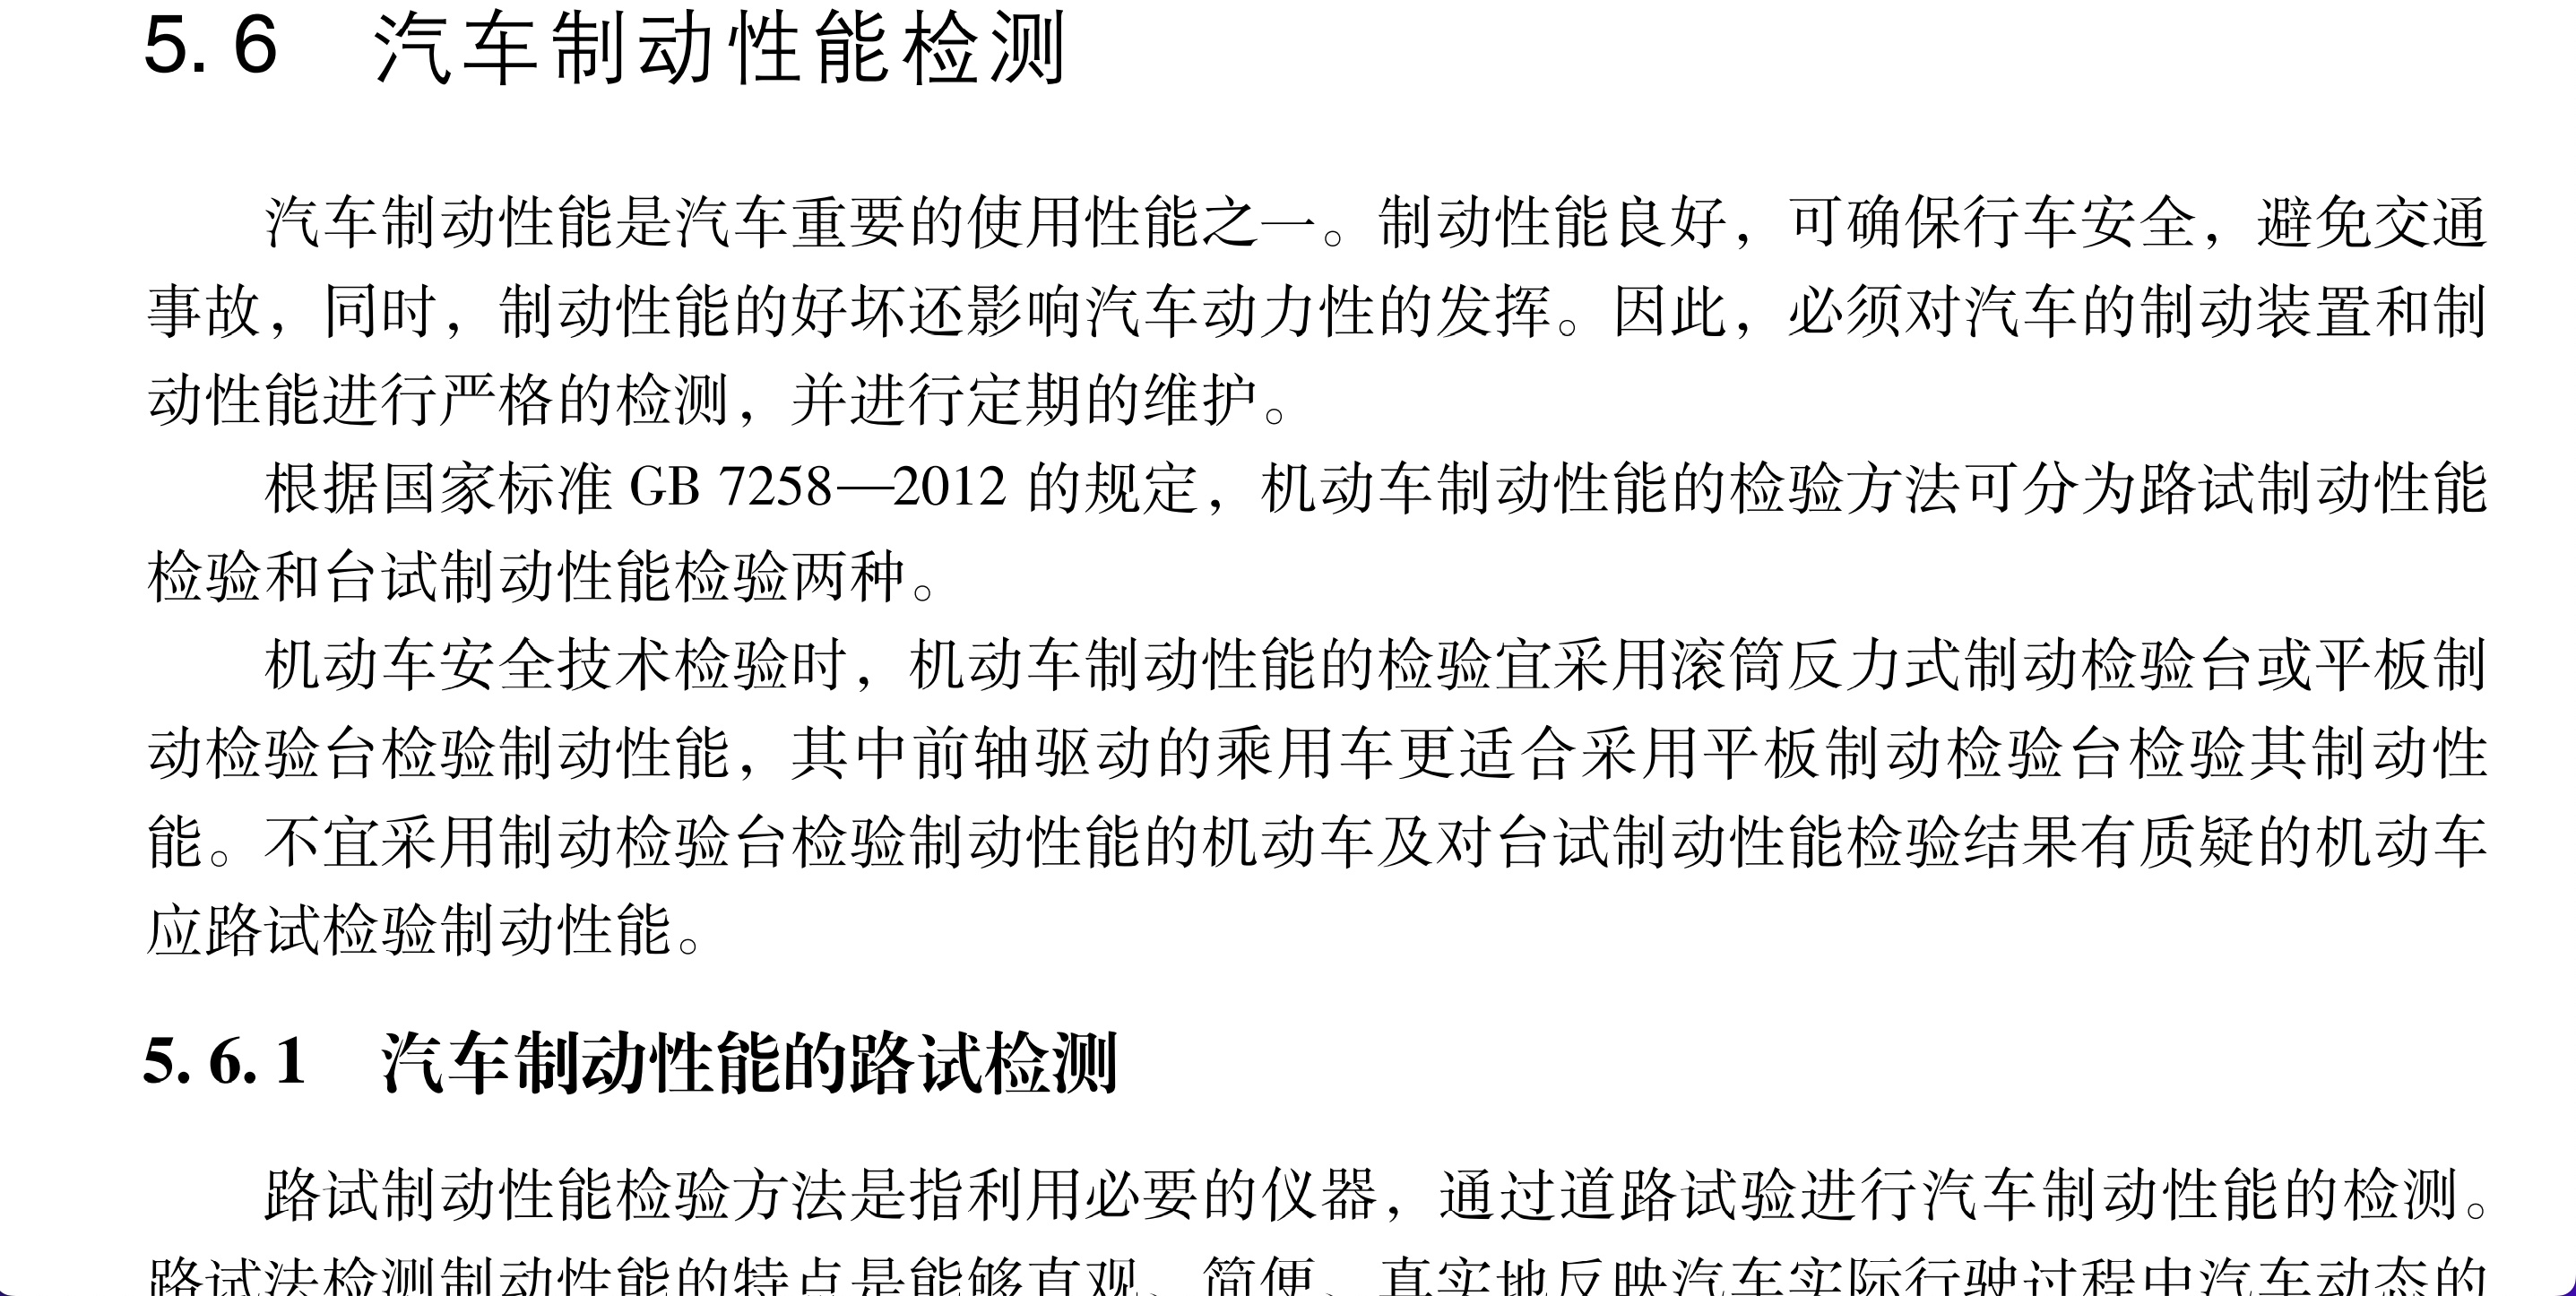 5.6 汽车制动性能检测
汽车制动性能是汽车重要的使用性能之一。制动性能良好，可确保行车安全，避免交通
事故，同时，制动性能的好坏还影响汽车动力性的发挥。因此，必须对汽车的制动装置和制
动性能进行严格的检测，并进行定期的维护。
根据国家标准 GB 7258—2012 的规定，机动车制动性能的检验方法可分为路试制动性能
检验和台试制动性能检验两种。
机动车安全技术检验时，机动车制动性能的检验宜采用滚筒反力式制动检验台或平板制
动检验台检验制动性能，其中前轴驱动的乘用车更适合采用平板制动检验台检验其制动性
能。不宜采用制动检验台检验制动性能的机动车及对台试制动性能检验结果有质疑的机动车
应路试检验制动性能。
5.6.1 汽车制动性能的路试检测
路试制动性能检验方法是指利用必要的仪器，通过道路试验进行汽车制动性能的检测。
路试法检测制动性能的特点是能够直观、简便、真实地反映汽车实际行驶过程中汽车动态的